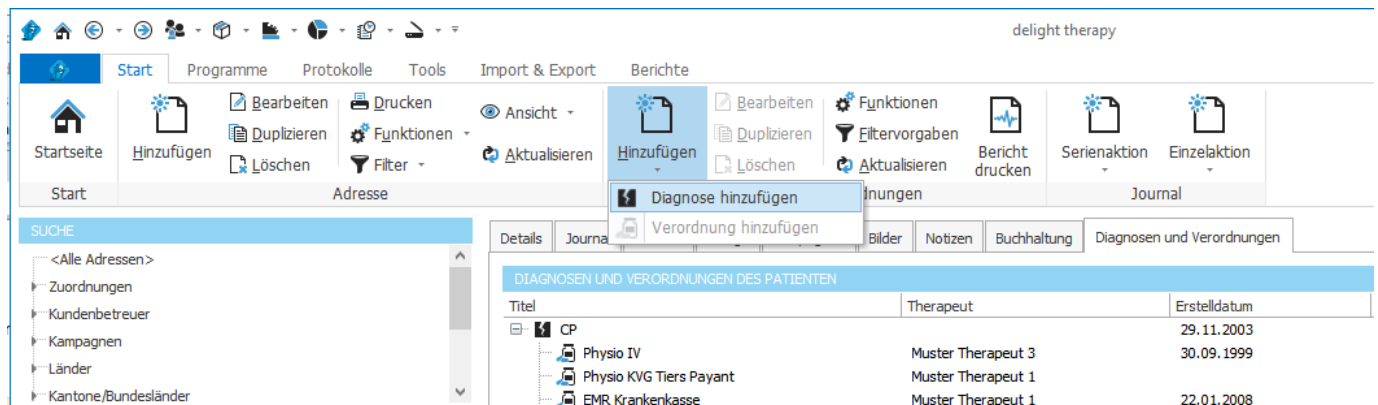 delight therapy
Start Programme Protokolle Tools Import & Export Berichte
Startseite
Hinzufügen
Bearbeiten
Duplizieren
Löschen
Drucken
Funktionen
Filter
Ansicht
Aktualisieren
Hinzufügen
Bearbeiten
Duplizieren
Löschen
Funktionen
Filtervorgaben
Aktualisieren
Bericht
drucken
Serienaktion
Einzelaktion
Start Adresse Journal
Diagnose hinzufügen
Verordnung hinzufügen
SUCHE
<Alle Adressen>
Zuordnungen
Kundenbetreuer
Kampagnen
Länder
Kantone/Bundesländer
Details Bilder Notizen Buchhaltung Diagnosen und Verordnungen
DIAGNOSEN UND VERORDNUNGEN DES PATIENTEN
Titel Therapeut Erstelldatum
CP 29.11.2003
Physio IV Muster Therapeut 3 30.09.1999
Physio KVG Tiers Payant Muster Therapeut 1
EMR Krankenkasse Muster Therapeut 1 22.01.2008